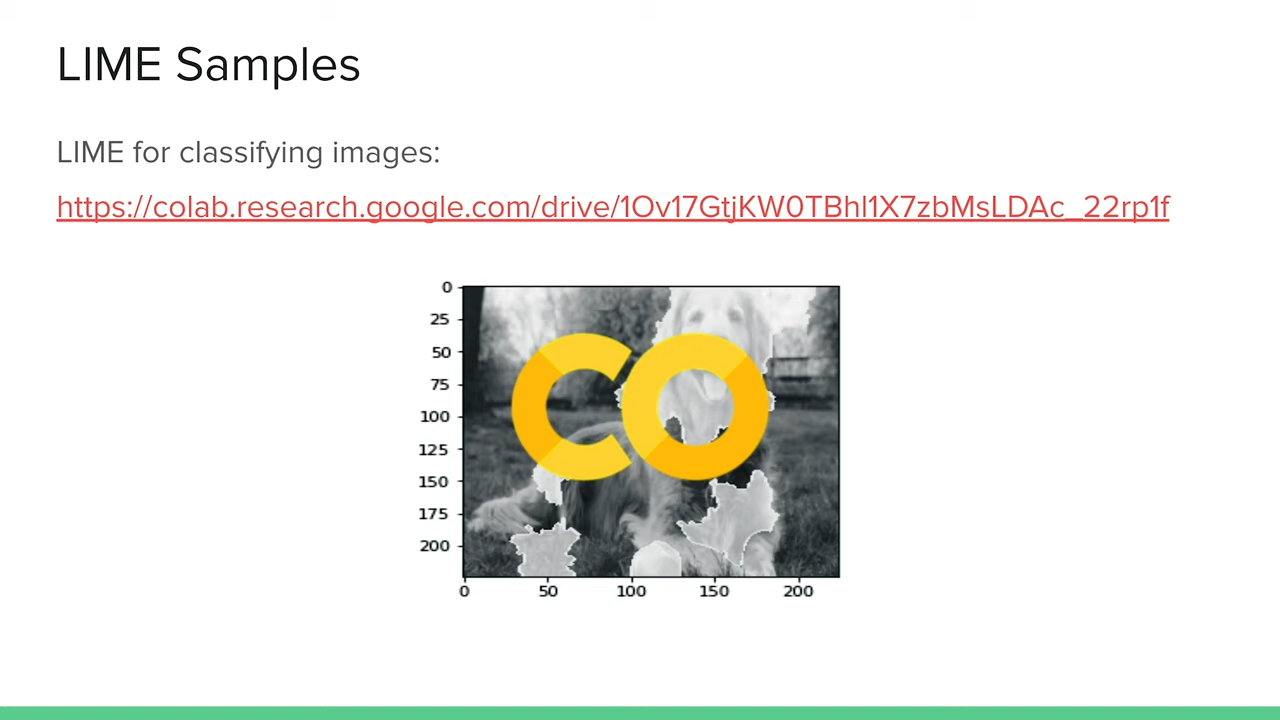 LIME Samples
LIME for classifying images:
https://colab.research.google.com/drive/1Ov17GtjKW0TBhl1X7zbMsLDAc_22rp1f
0
25
50
75
100
125
150
175
200
0 50 100 150 200
CO